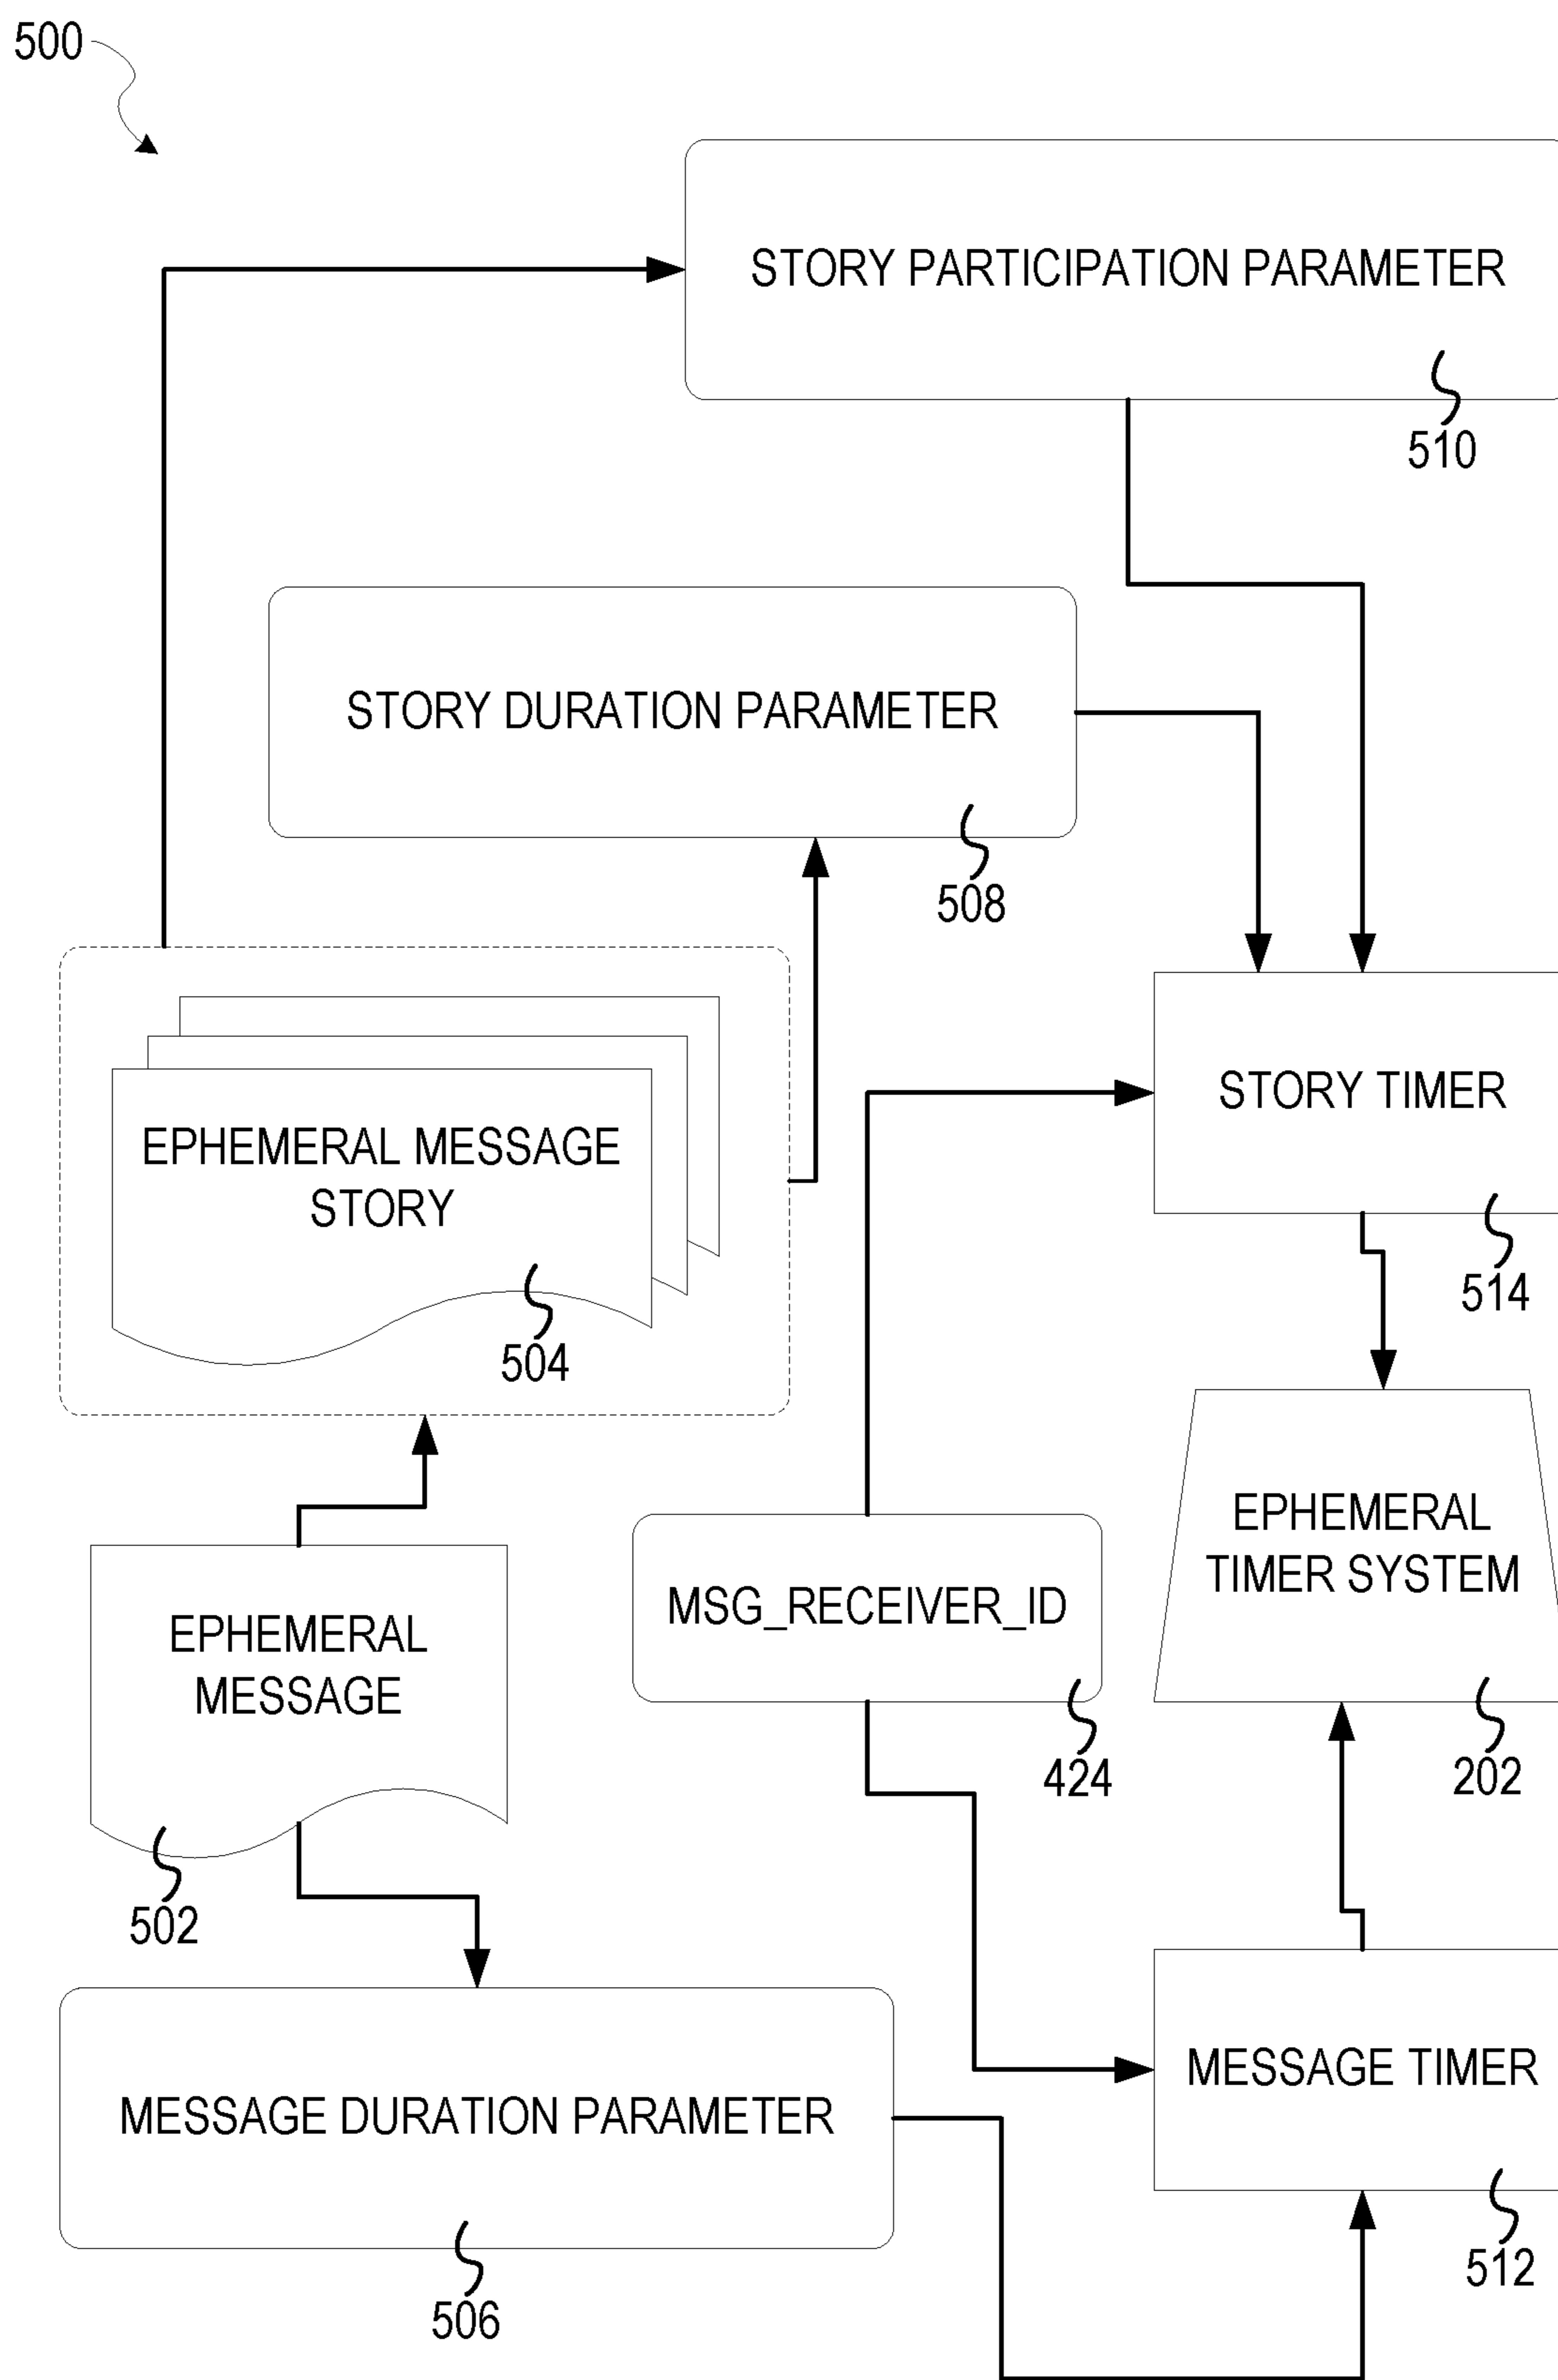 500
STORY PARTICIPATION PARAMETER
510
STORY DURATION PARAMETER
508
EPHEMERAL MESSAGE
STORY
504
STORY TIMER
514
EPHEMERAL
TIMER SYSTEM
202
MSG_RECEIVER_ID
424
EPHEMERAL
MESSAGE
502
MESSAGE TIMER
512
MESSAGE DURATION PARAMETER
506